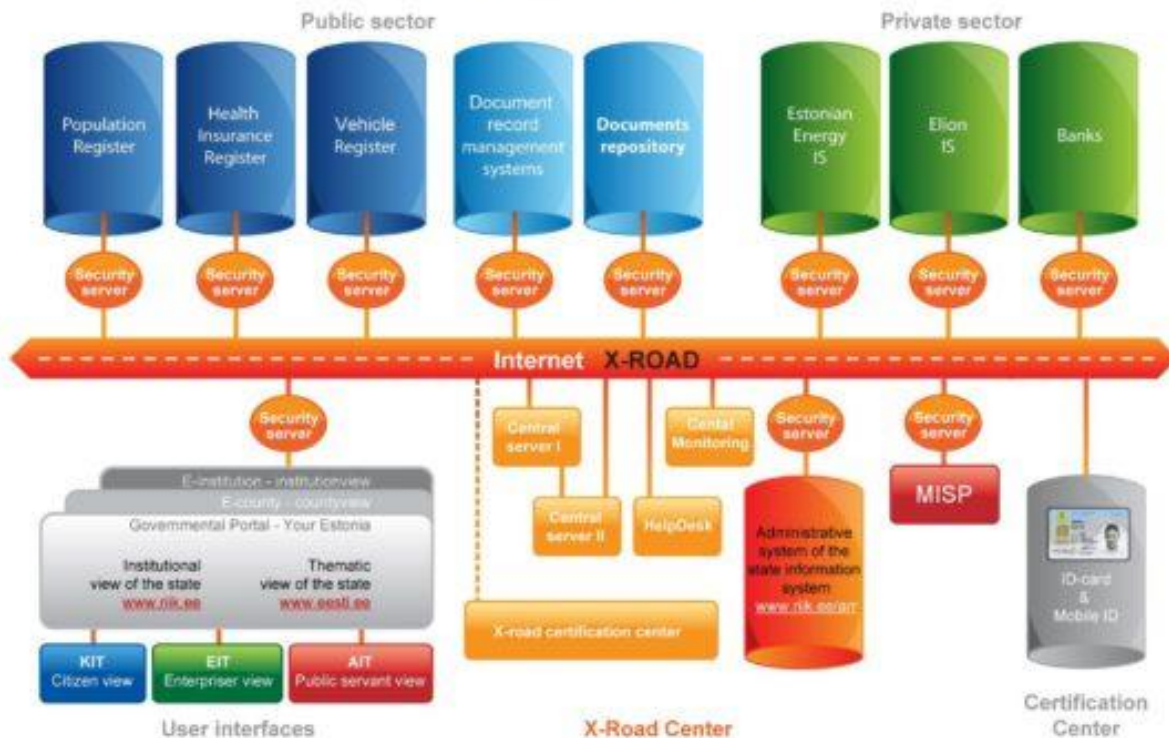 Public sector
Private sector
Population
Register
Health
Insurance
Register
Vehicle
Register
Document
record
management
systems
Documents
repository
Estonian
Energy
IS
Elion
IS
Banks
Security
server
Security
server
Security
server
Security
server
Security
server
Security
server
Security
server
Security
server
Internet X-ROAD
Security
server
Central
server I
Cental
Monitoring
Security
server
Security
server
E-institution - institutionview
E-county - countyview
Governmental Portal - Your Estonia
Institutional
view of the state
www.riik.ee
Thematic
view of the state
www.eesti.ee
Central
server II
HelpDesk
MISP
Administrative
system of the
state information
system
www.riik.ee/arr
ID-card
&
Mobile ID
X-road certification center
KIT
Citizen view
EIT
Enterpriser view
AIT
Public servant view
User interfaces
X-Road Center
Certification
Center